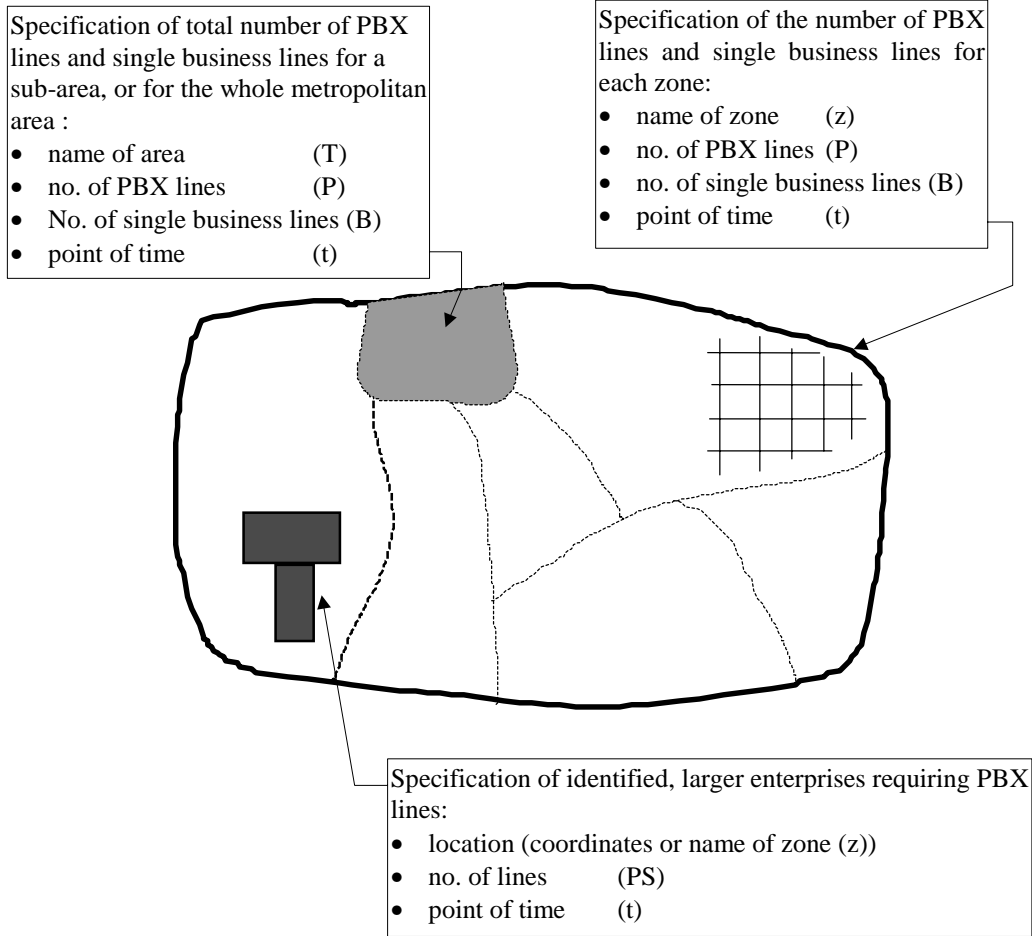 Specification of total number of PBX
lines and single business lines for a
sub-area, or for the whole metropolitan
area :
• name of area (T)
• no. of PBX lines (P)
• No. of single business lines (B)
• point of time (t)
Specification of the number of PBX
lines and single business lines for
each zone:
• name of zone (z)
• no. of PBX lines (P)
• no. of single business lines (B)
• point of time (t)
Specification of identified, larger enterprises requiring PBX
lines:
• location (coordinates or name of zone (z))
• no. of lines (PS)
• point of time (t)